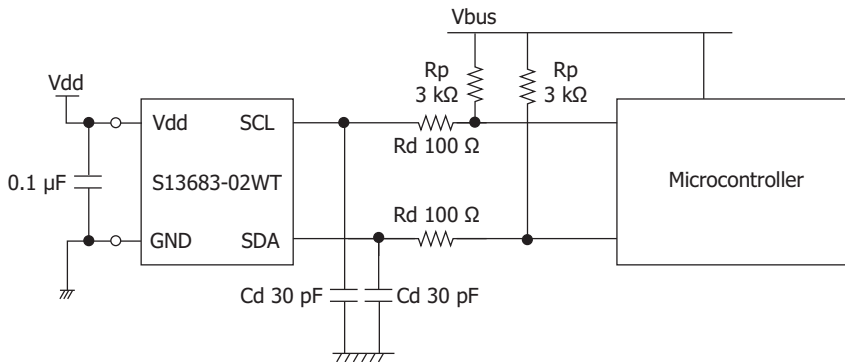 Vbus
Rp
3 kΩ
Rp
3 kΩ
Vdd
Vdd
SCL
Rd 100 Ω
0.1 µF
S13683-02WT
Microcontroller
Rd 100 Ω
GND
SDA
Cd 30 pF
Cd 30 pF